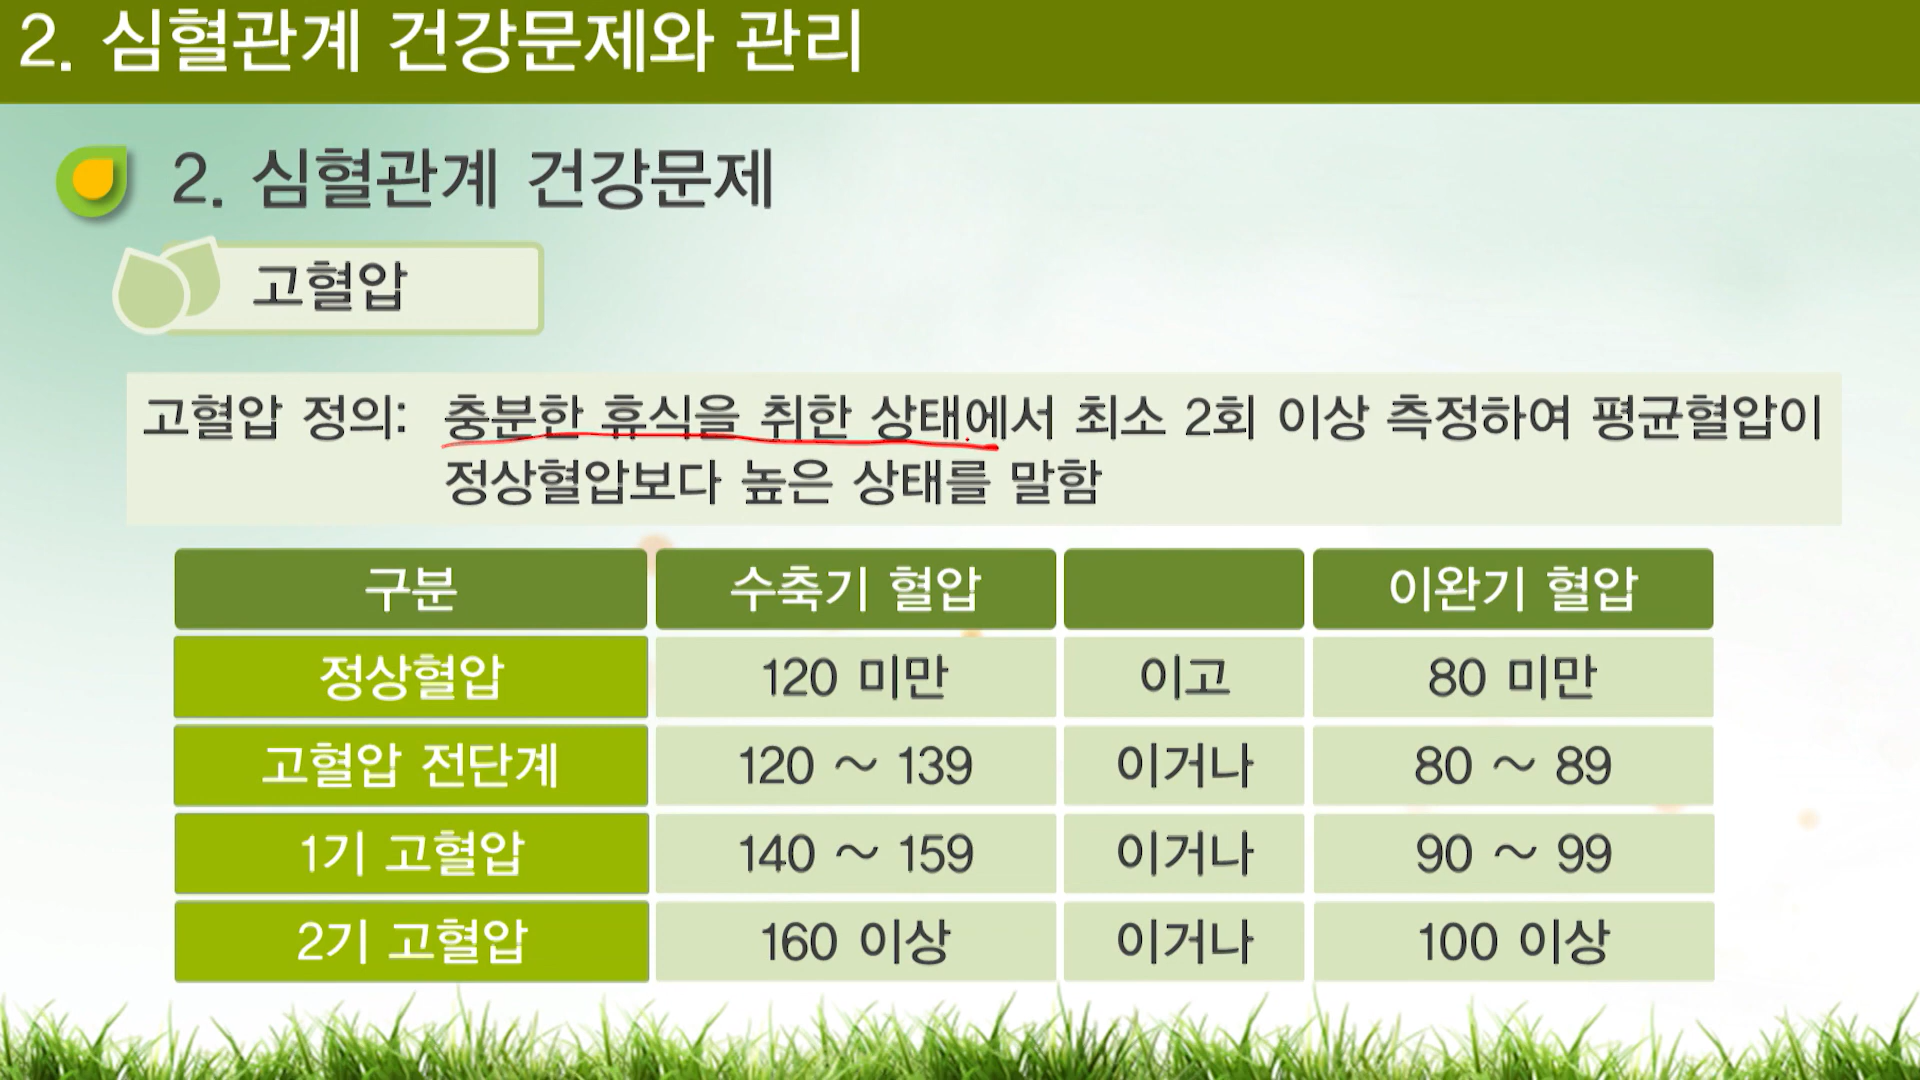 2. 심혈관계 건강문제와 관리
2. 심혈관계 건강문제
고혈압
고혈압 정의: 충분한 휴식을 취한 상태에서 최소 2회 이상 측정하여 평균혈압이
정상혈압보다 높은 상태를 말함
구분 수축기 혈압 이완기 혈압
정상혈압 120 미만 이고 80 미만
고혈압 전단계 120 ~ 139 이거나 80 ~ 89
1기 고혈압 140 ~ 159 이거나 90 ~ 99
2기 고혈압 160 이상 이거나 100 이상